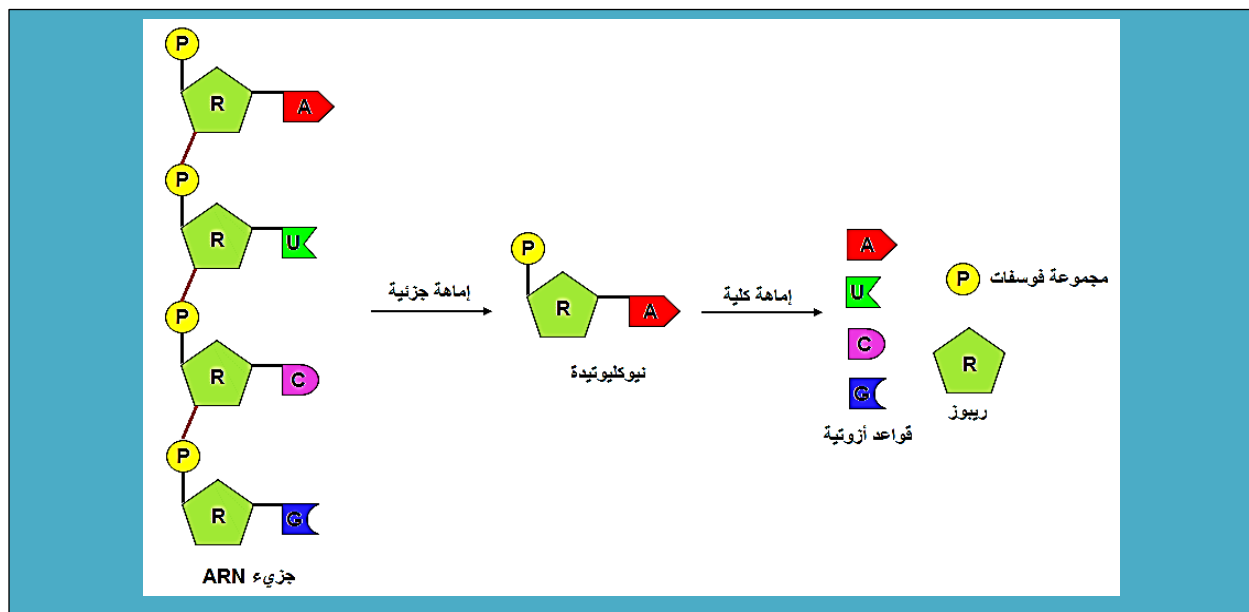 P
R
A
P
R
U
P
R
C
P
R
G
جزيء ARN
إماهة جزئية
P
R
A
نيوكليوتيدة
إماهة كلية
A
U
C
G
قواعد أزوتية
P
مجموعة فوسفات
R
ريبوز